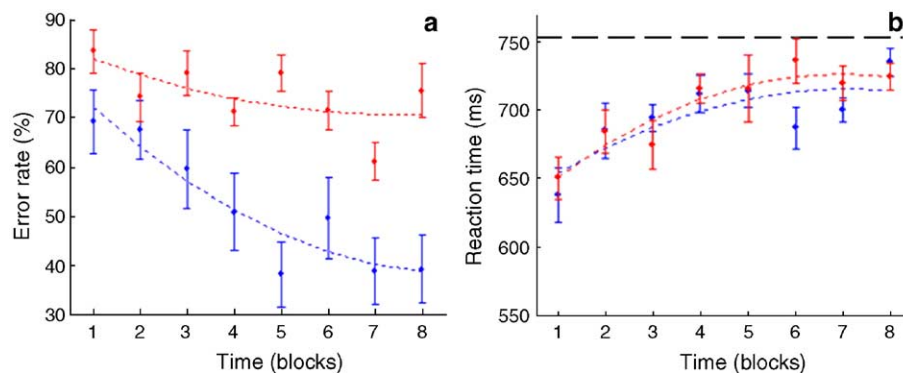 a
Error rate (%)
90
80
70
60
50
40
30
1 2 3 4 5 6 7 8
Time (blocks)
b
Reaction time (ms)
750
700
650
600
550
1 2 3 4 5 6 7 8
Time (blocks)